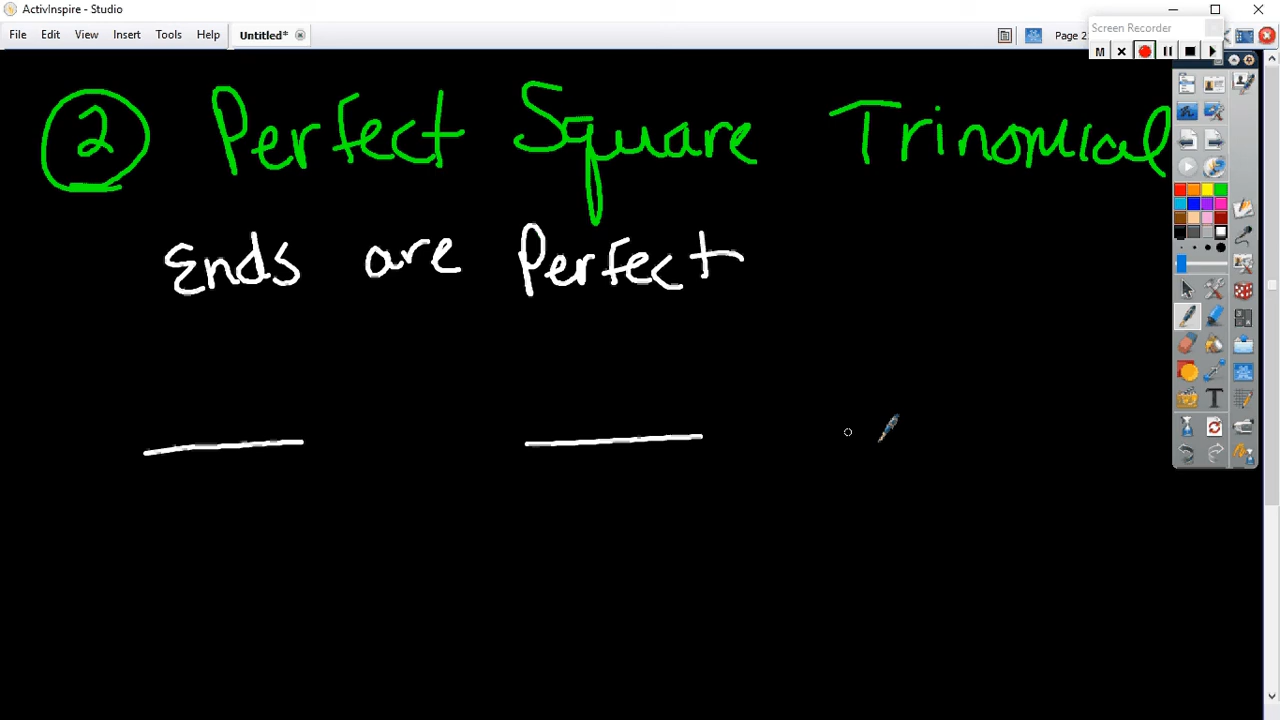 ActivInspire - Studio
Screen Recorder
File Edit View Insert Tools Help Untitled* Page 2
M
2 Perfect Square Trinomial
Ends are Perfect
T